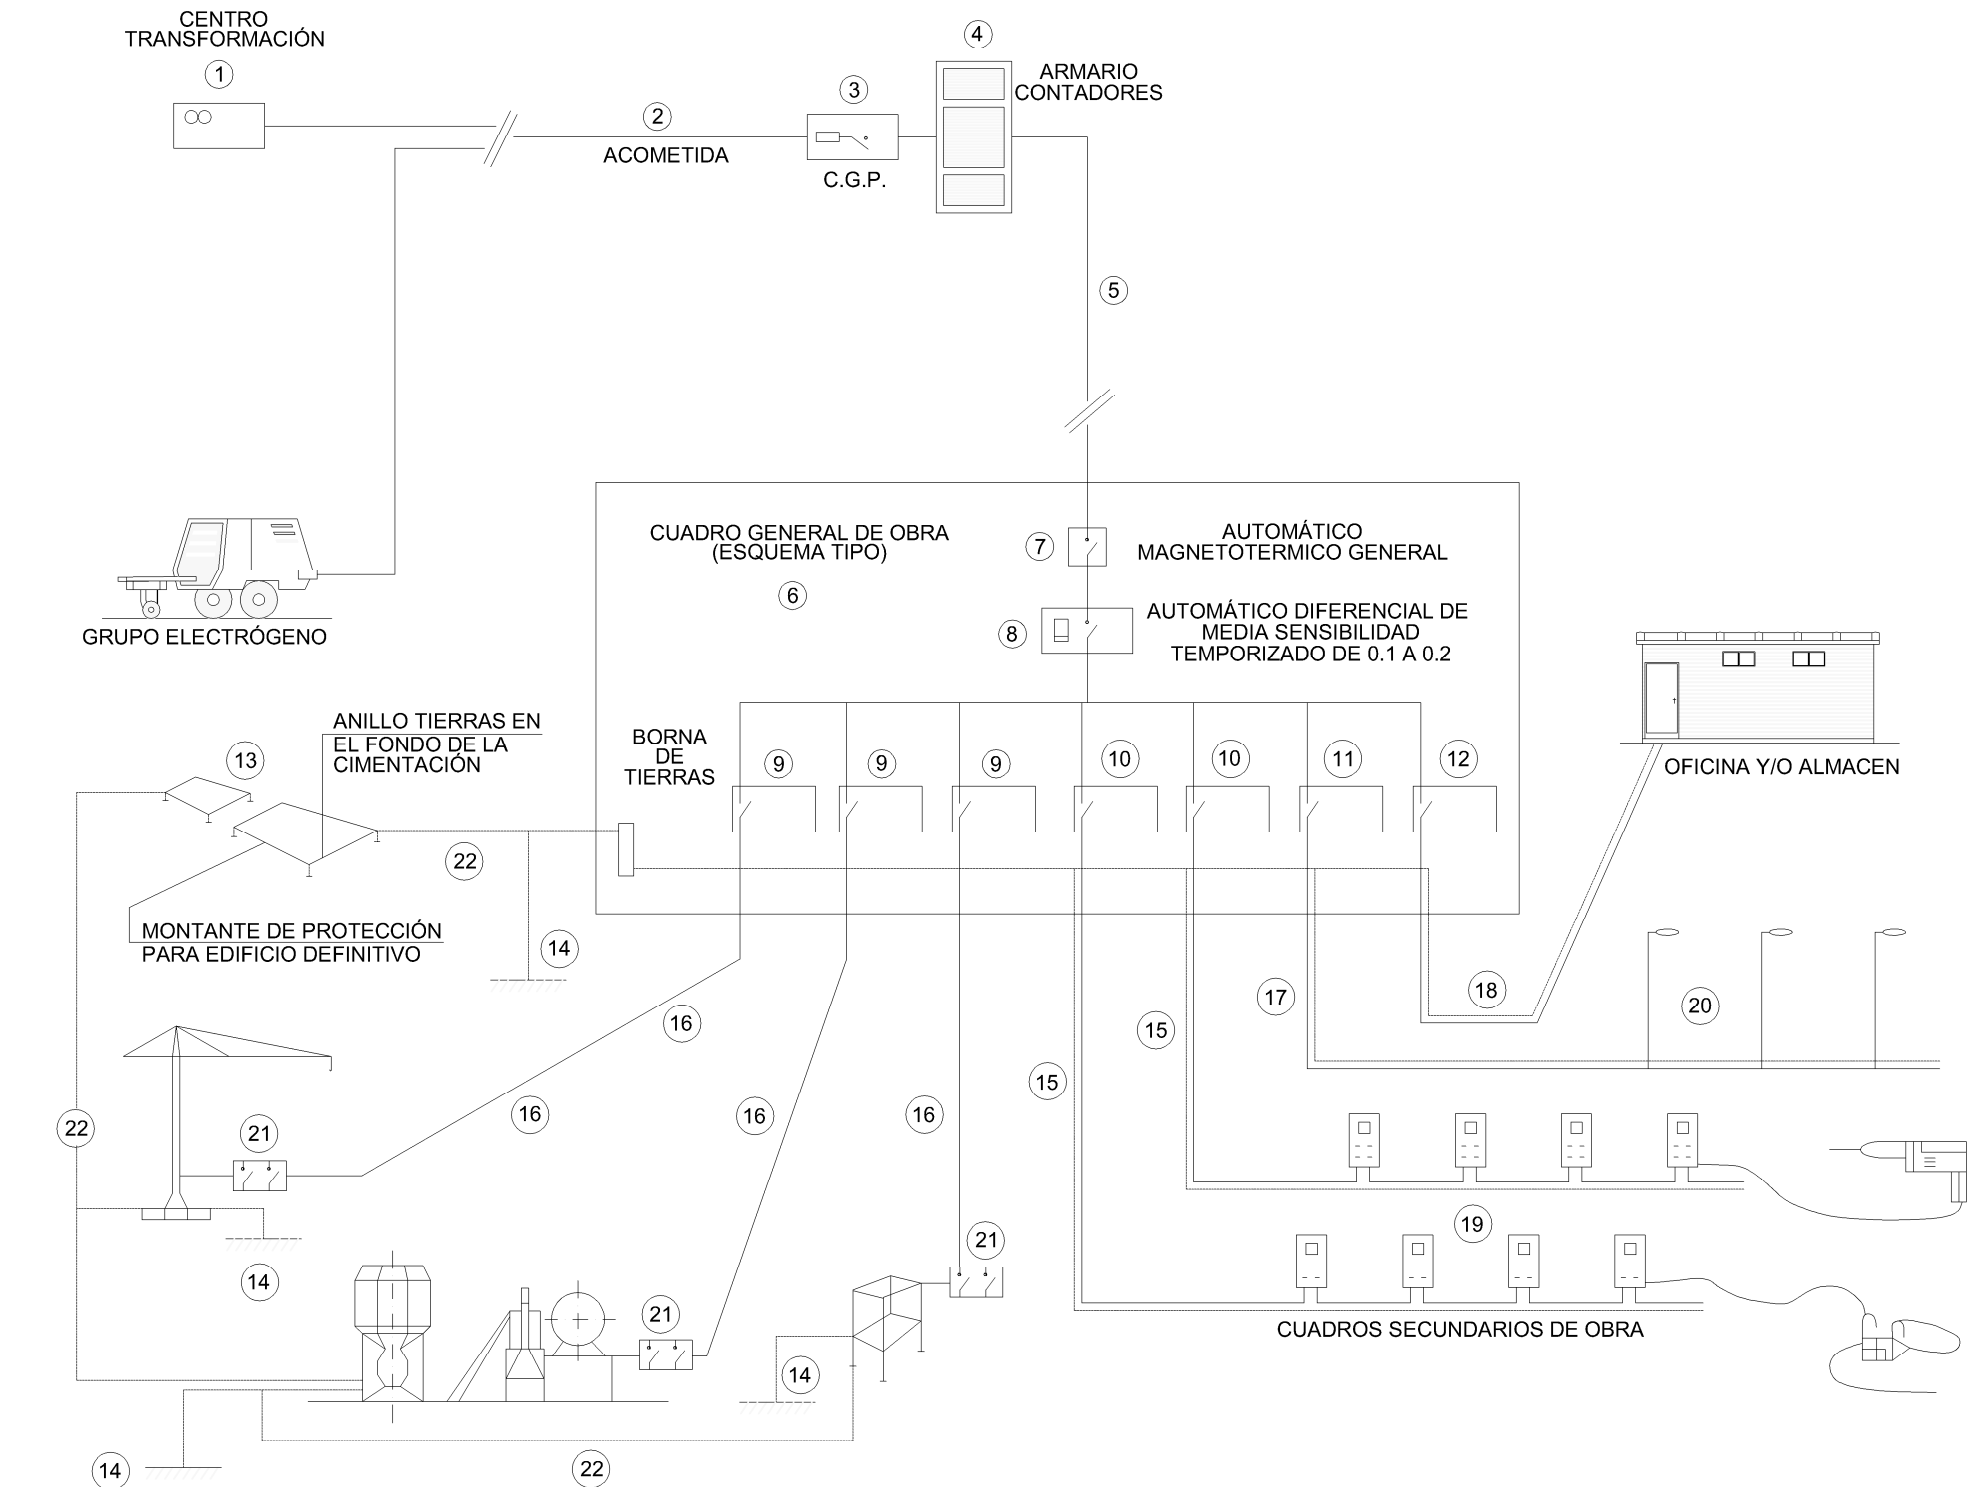 CENTRO
TRANSFORMACIÓN
1
2
ACOMETIDA
3
C.G.P.
4
ARMARIO
CONTADORES
5
GRUPO ELECTRÓGENO
CUADRO GENERAL DE OBRA
(ESQUEMA TIPO)
6
7
AUTOMÁTICO
MAGNETOTERMICO GENERAL
8
AUTOMÁTICO DIFERENCIAL DE
MEDIA SENSIBILIDAD
TEMPORIZADO DE 0.1 A 0.2
OFICINA Y/O ALMACEN
ANILLO TIERRAS EN
EL FONDO DE LA
CIMENTACIÓN
13
BORNA
DE
TIERRAS
9
9
9
10
10
11
12
22
MONTANTE DE PROTECCIÓN
PARA EDIFICIO DEFINITIVO
14
16
15
17
18
20
15
22
21
16
16
16
19
14
21
21
CUADROS SECUNDARIOS DE OBRA
14
14
22